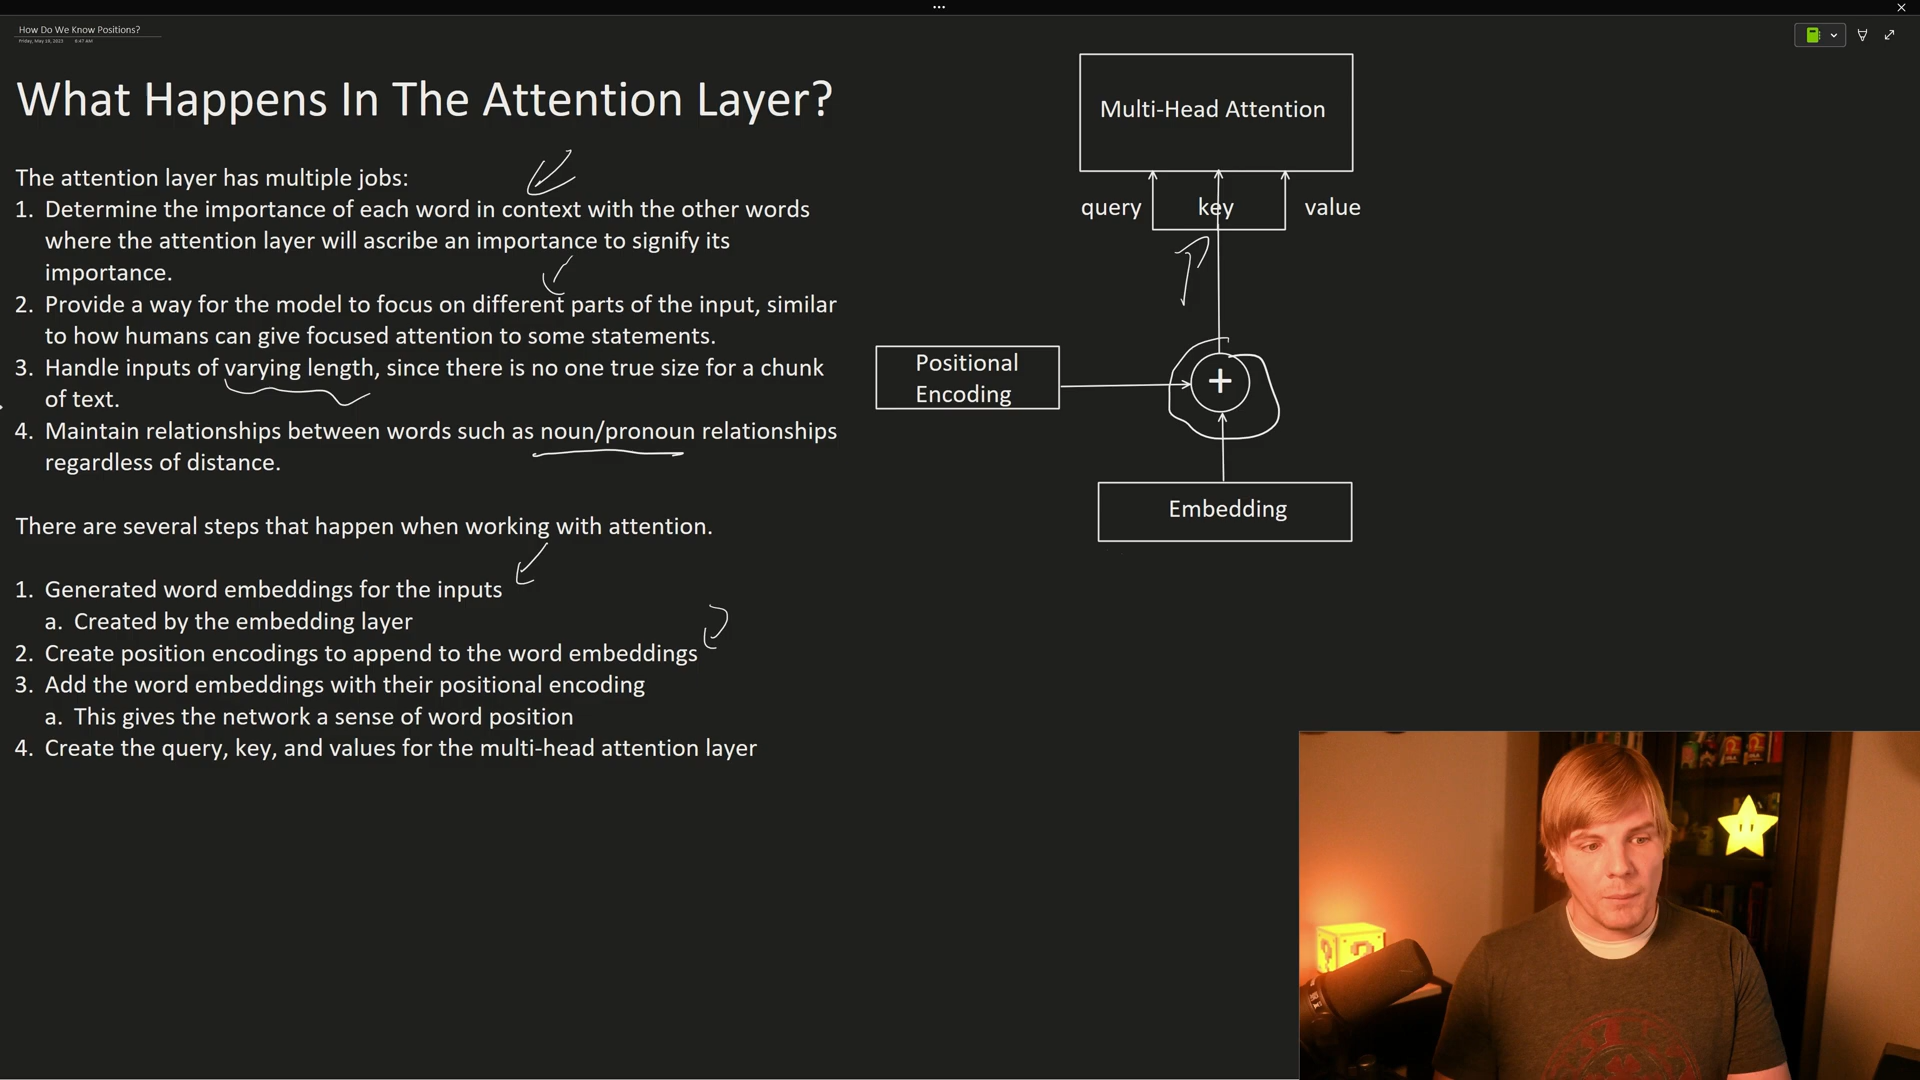 How Do We Know Positions?
Friday, May 19, 2023 8:47 AM
What Happens In The Attention Layer?
The attention layer has multiple jobs:
1. Determine the importance of each word in context with the other words
where the attention layer will ascribe an importance to signify its
importance.
2. Provide a way for the model to focus on different parts of the input, similar
to how humans can give focused attention to some statements.
3. Handle inputs of varying length, since there is no one true size for a chunk
of text.
4. Maintain relationships between words such as noun/pronoun relationships
regardless of distance.
There are several steps that happen when working with attention.
1. Generated word embeddings for the inputs
a. Created by the embedding layer
2. Create position encodings to append to the word embeddings
3. Add the word embeddings with their positional encoding
a. This gives the network a sense of word position
4. Create the query, key, and values for the multi-head attention layer
Multi-Head Attention
query key value
Positional
Encoding
+
Embedding